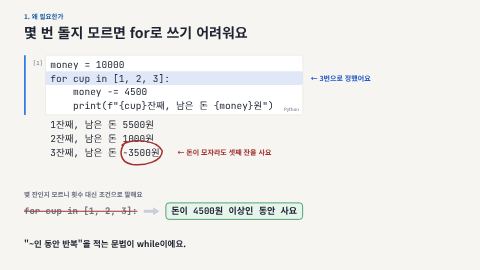 1. 왜 필요한가
몇 번 돌지 모르면 for로 쓰기 어려워요
[1]
money = 10000
for cup in [1, 2, 3]:
← 3번으로 정했어요
money -= 4500
print(f"{cup}잔째, 남은 돈 {money}원")
Python
1잔째, 남은 돈 5500원
2잔째, 남은 돈 1000원
3잔째, 남은 돈 -3500원
← 돈이 모자라도 셋째 잔을 사요
몇 잔인지 모르니 횟수 대신 조건으로 말해요
for cup in [1, 2, 3]:
돈이 4500원 이상인 동안 사요
"~인 동안 반복"을 적는 문법이 while이에요.